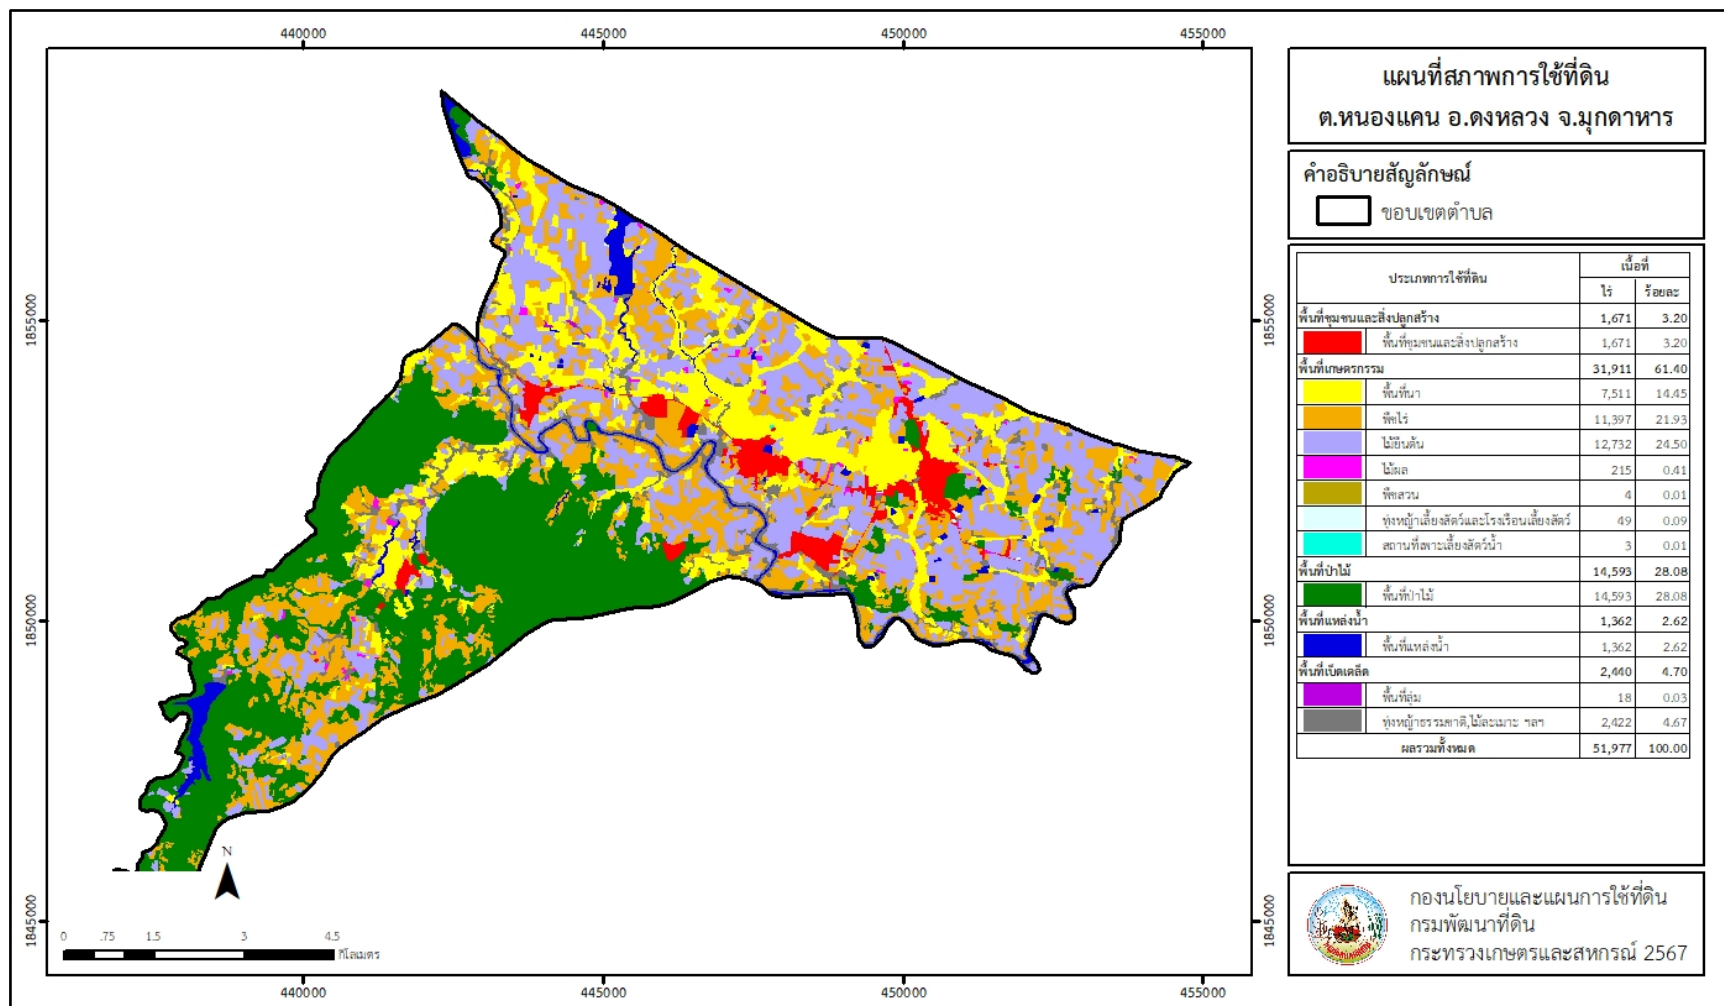 440000 445000 450000 455000
แผนที่สภาพการใช้ที่ดิน
ต.หนองแคน อ.ดงหลวง จ.มุกดาหาร
คำอธิบายสัญลักษณ์
ขอบเขตตำบล
ประเภทการใช้ที่ดิน เนื้อที่
ไร่ ร้อยละ
พื้นที่ชุมชนและสิ่งปลูกสร้าง 1,671 3.20
พื้นที่ชุมชนและสิ่งปลูกสร้าง 1,671 3.20
พื้นที่เกษตรกรรม 31,911 61.40
พื้นที่นา 7,511 14.45
พืชไร่ 11,397 21.93
ไม้ยืนต้น 12,732 24.50
ไม้ผล 215 0.41
พืชสวน 4 0.01
ทุ่งหญ้าเลี้ยงสัตว์และโรงเรือนเลี้ยงสัตว์ 49 0.09
สถานที่เพาะเลี้ยงสัตว์น้ำ 3 0.01
พื้นที่ป่าไม้ 14,593 28.08
พื้นที่ป่าไม้ 14,593 28.08
พื้นที่แหล่งน้ำ 1,362 2.62
พื้นที่แหล่งน้ำ 1,362 2.62
พื้นที่เบ็ดเตล็ด 2,440 4.70
พื้นที่ลุ่ม 18 0.03
ทุ่งหญ้าธรรมชาติ,ไม้ละเมาะ ฯลฯ 2,422 4.67
ผลรวมทั้งหมด 51,977 100.00
1855000 1855000
1850000 1850000
1845000 1845000
N
0 .75 1.5 3 4.5
กิโลเมตร
440000 445000 450000 455000
กองนโยบายและแผนการใช้ที่ดิน
กรมพัฒนาที่ดิน
กระทรวงเกษตรและสหกรณ์ 2567